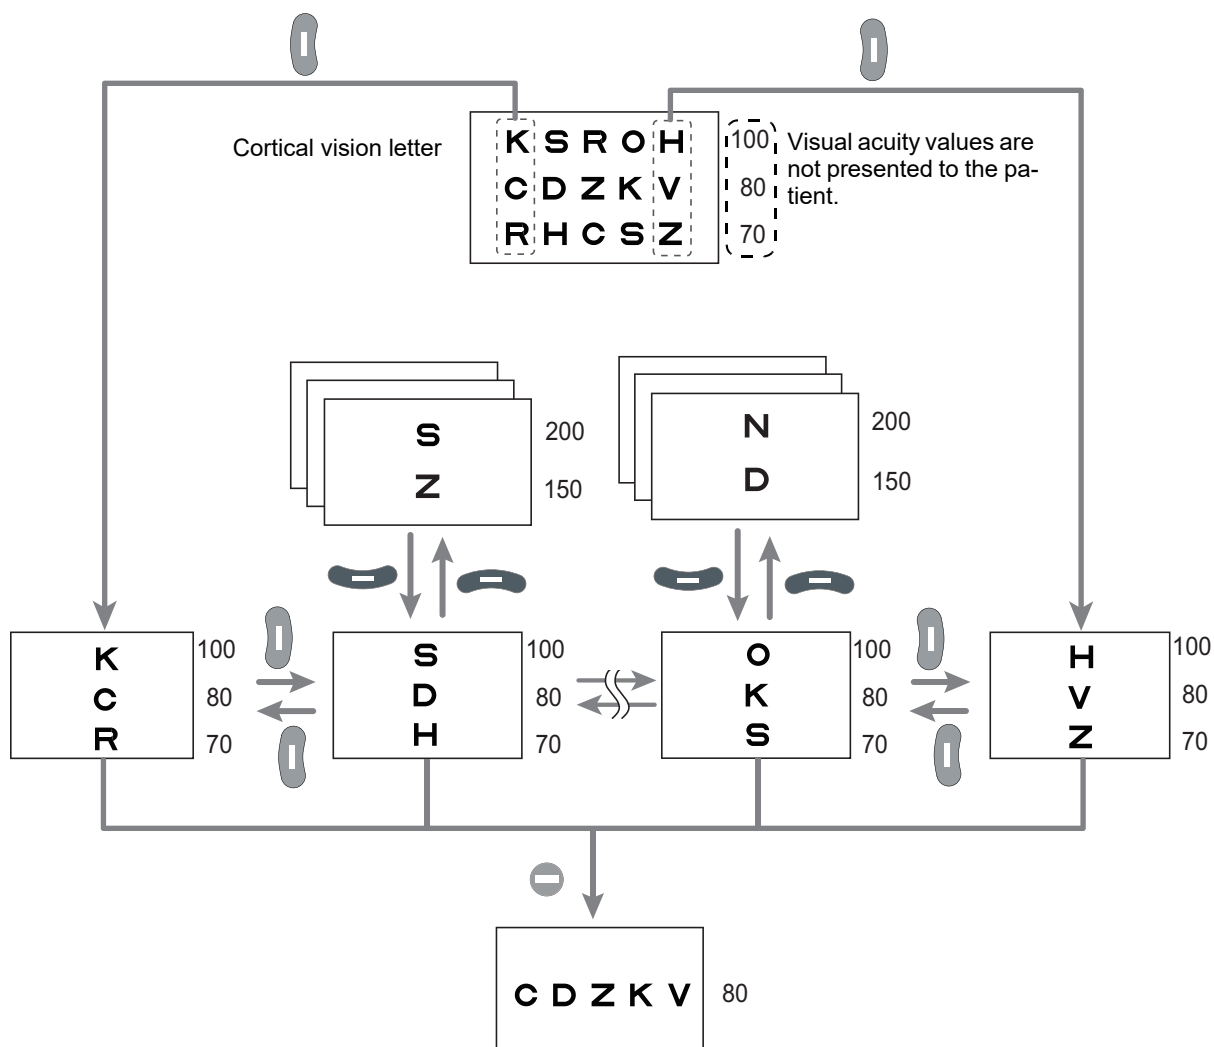 Cortical vision letter
K S R O H 100
C D Z K V 80
R H C S Z 70
Visual acuity values are
not presented to the pa-
tient.
S 200
Z 150
N 200
D 150
K 100
C 80
R 70
S 100
D 80
H 70
O 100
K 80
S 70
H 100
V 80
Z 70
C D Z K V 80